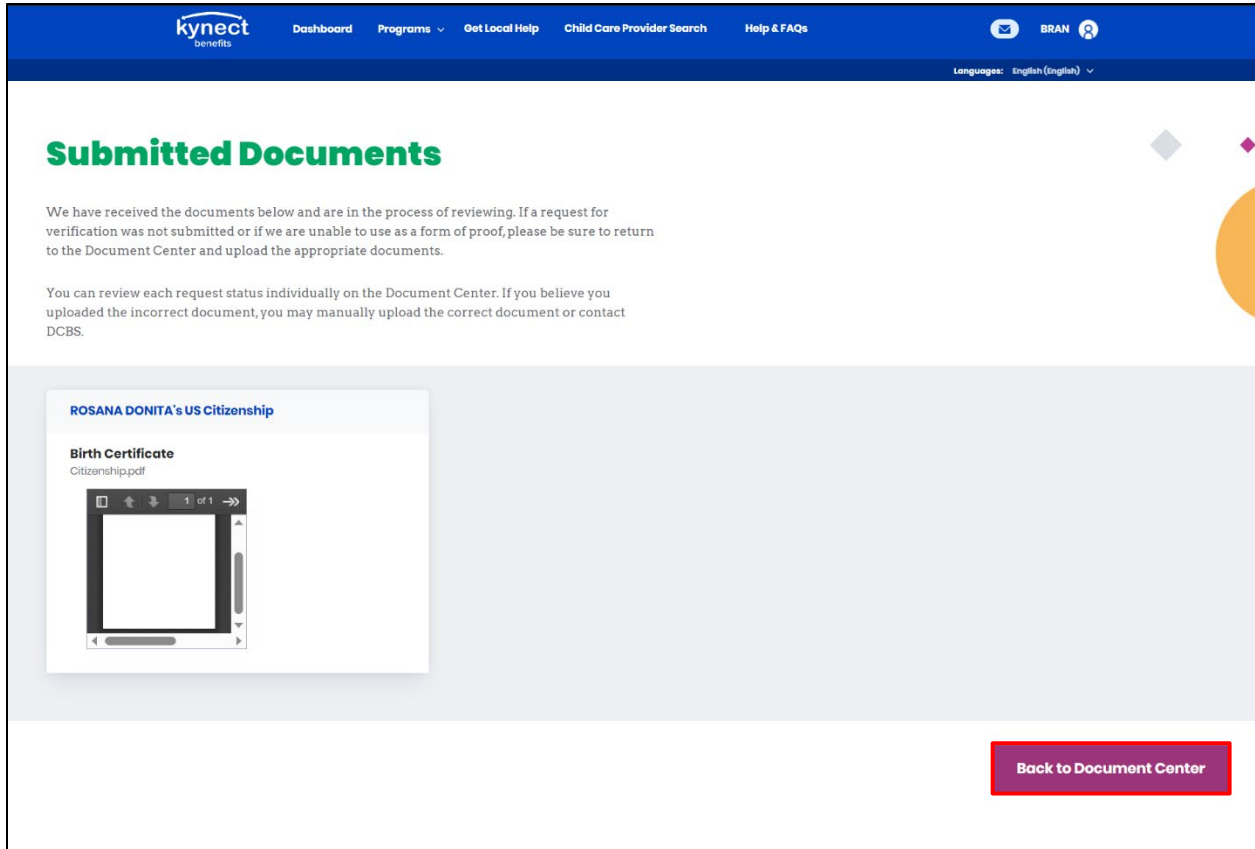 kynect
benefits
Dashboard Programs Get Local Help Child Care Provider Search Help & FAQs BRAN
Languages: English (English)
Submitted Documents
We have received the documents below and are in the process of reviewing. If a request for
verification was not submitted or if we are unable to use as a form of proof, please be sure to return
to the Document Center and upload the appropriate documents.
You can review each request status individually on the Document Center. If you believe you
uploaded the incorrect document, you may manually upload the correct document or contact
DCBS.
ROSANA DONITA's US Citizenship
Birth Certificate
Citizenship.pdf
1 of 1
Back to Document Center